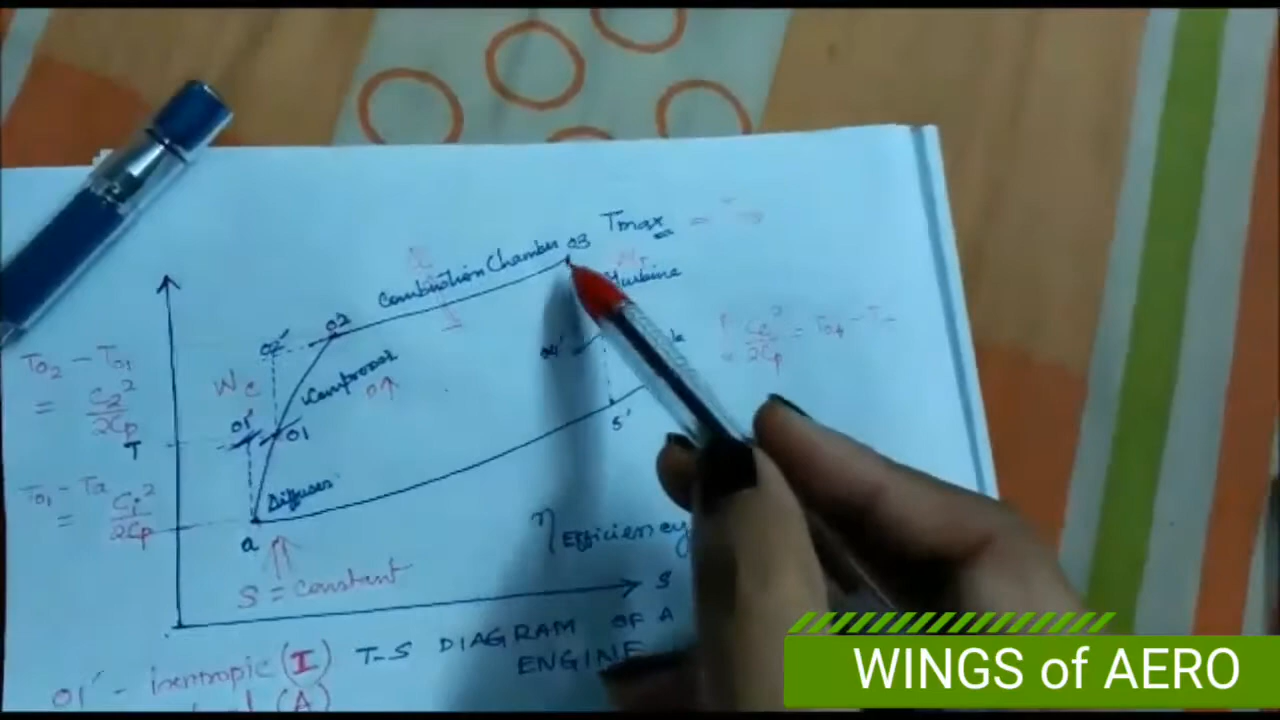 03 Tmax =
Combustion Chamber
Turbine
02
02'
04'
To2 - To1
= C2²/2Cp
Wc
Compressor
01'
01
T
5'
To1 - Ta
= Ci²/2Cp
Diffuser
a
η Efficiency
S = Constant
S
T-S DIAGRAM OF A
ENGINE
01' - isentropic (I)
(A)
WINGS of AERO